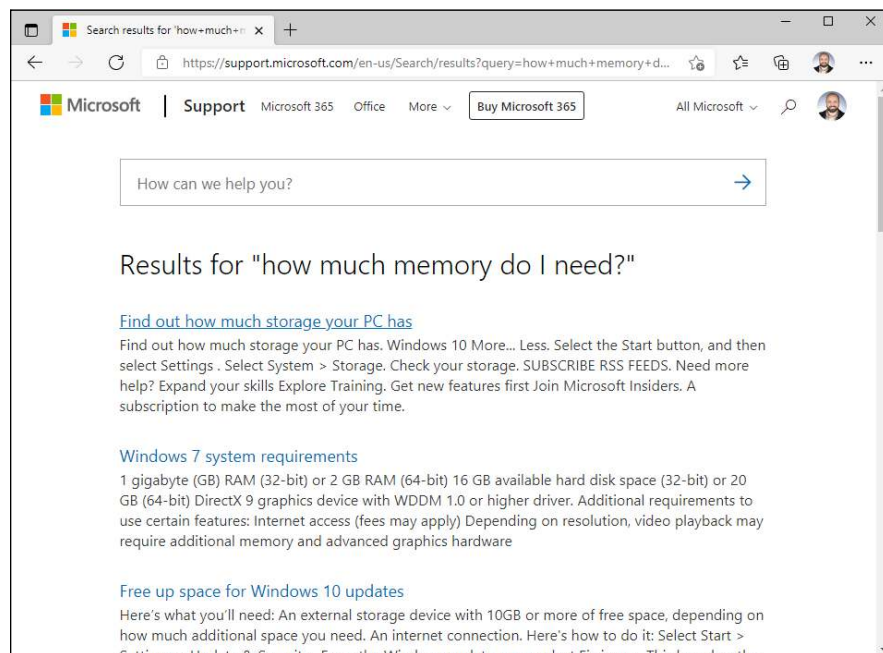 Search results for 'how+much+m
https://support.microsoft.com/en-us/Search/results?query=how+much+memory+d...
Microsoft | Support Microsoft 365 Office More Buy Microsoft 365 All Microsoft
How can we help you?
Results for "how much memory do I need?"
Find out how much storage your PC has
Find out how much storage your PC has. Windows 10 More... Less. Select the Start button, and then
select Settings . Select System > Storage. Check your storage. SUBSCRIBE RSS FEEDS. Need more
help? Expand your skills Explore Training. Get new features first Join Microsoft Insiders. A
subscription to make the most of your time.
Windows 7 system requirements
1 gigabyte (GB) RAM (32-bit) or 2 GB RAM (64-bit) 16 GB available hard disk space (32-bit) or 20
GB (64-bit) DirectX 9 graphics device with WDDM 1.0 or higher driver. Additional requirements to
use certain features: Internet access (fees may apply) Depending on resolution, video playback may
require additional memory and advanced graphics hardware
Free up space for Windows 10 updates
Here's what you'll need: An external storage device with 10GB or more of free space, depending on
how much additional space you need. An internet connection. Here's how to do it: Select Start >